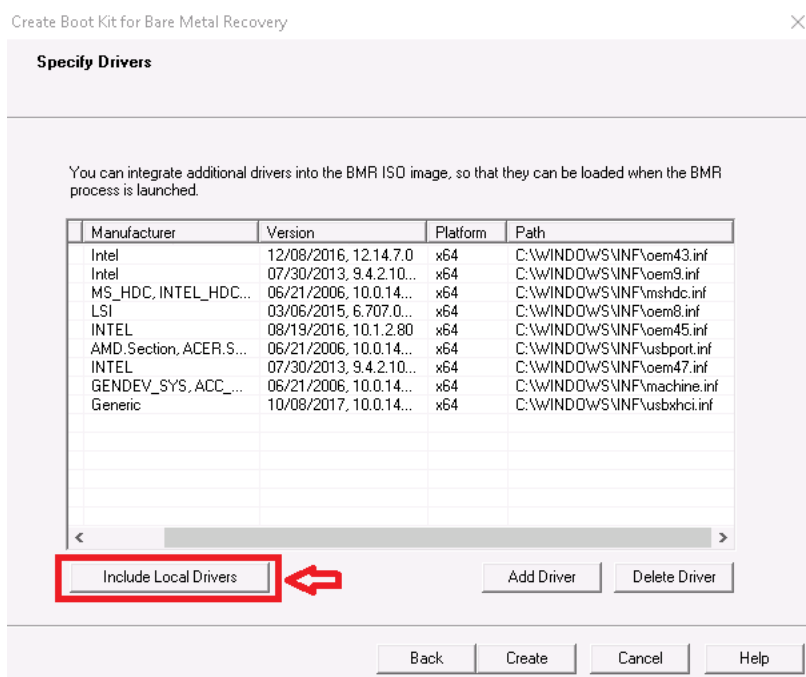 Create Boot Kit for Bare Metal Recovery
Specify Drivers
You can integrate additional drivers into the BMR ISO image, so that they can be loaded when the BMR
process is launched.
Manufacturer Version Platform Path
Intel 12/08/2016, 12.14.7.0 x64 C:\WINDOWS\INF\oem43.inf
Intel 07/30/2013, 9.4.2.10... x64 C:\WINDOWS\INF\oem9.inf
MS_HDC, INTEL_HDC... 06/21/2006, 10.0.14... x64 C:\WINDOWS\INF\mshdc.inf
LSI 03/06/2015, 6.707.0... x64 C:\WINDOWS\INF\oem8.inf
INTEL 08/19/2016, 10.1.2.80 x64 C:\WINDOWS\INF\oem45.inf
AMD.Section, ACER.S... 06/21/2006, 10.0.14... x64 C:\WINDOWS\INF\usbport.inf
INTEL 07/30/2013, 9.4.2.10... x64 C:\WINDOWS\INF\oem47.inf
GENDEV_SYS, ACC_... 06/21/2006, 10.0.14... x64 C:\WINDOWS\INF\machine.inf
Generic 10/08/2017, 10.0.14... x64 C:\WINDOWS\INF\usbxhci.inf
Include Local Drivers Add Driver Delete Driver
Back Create Cancel Help